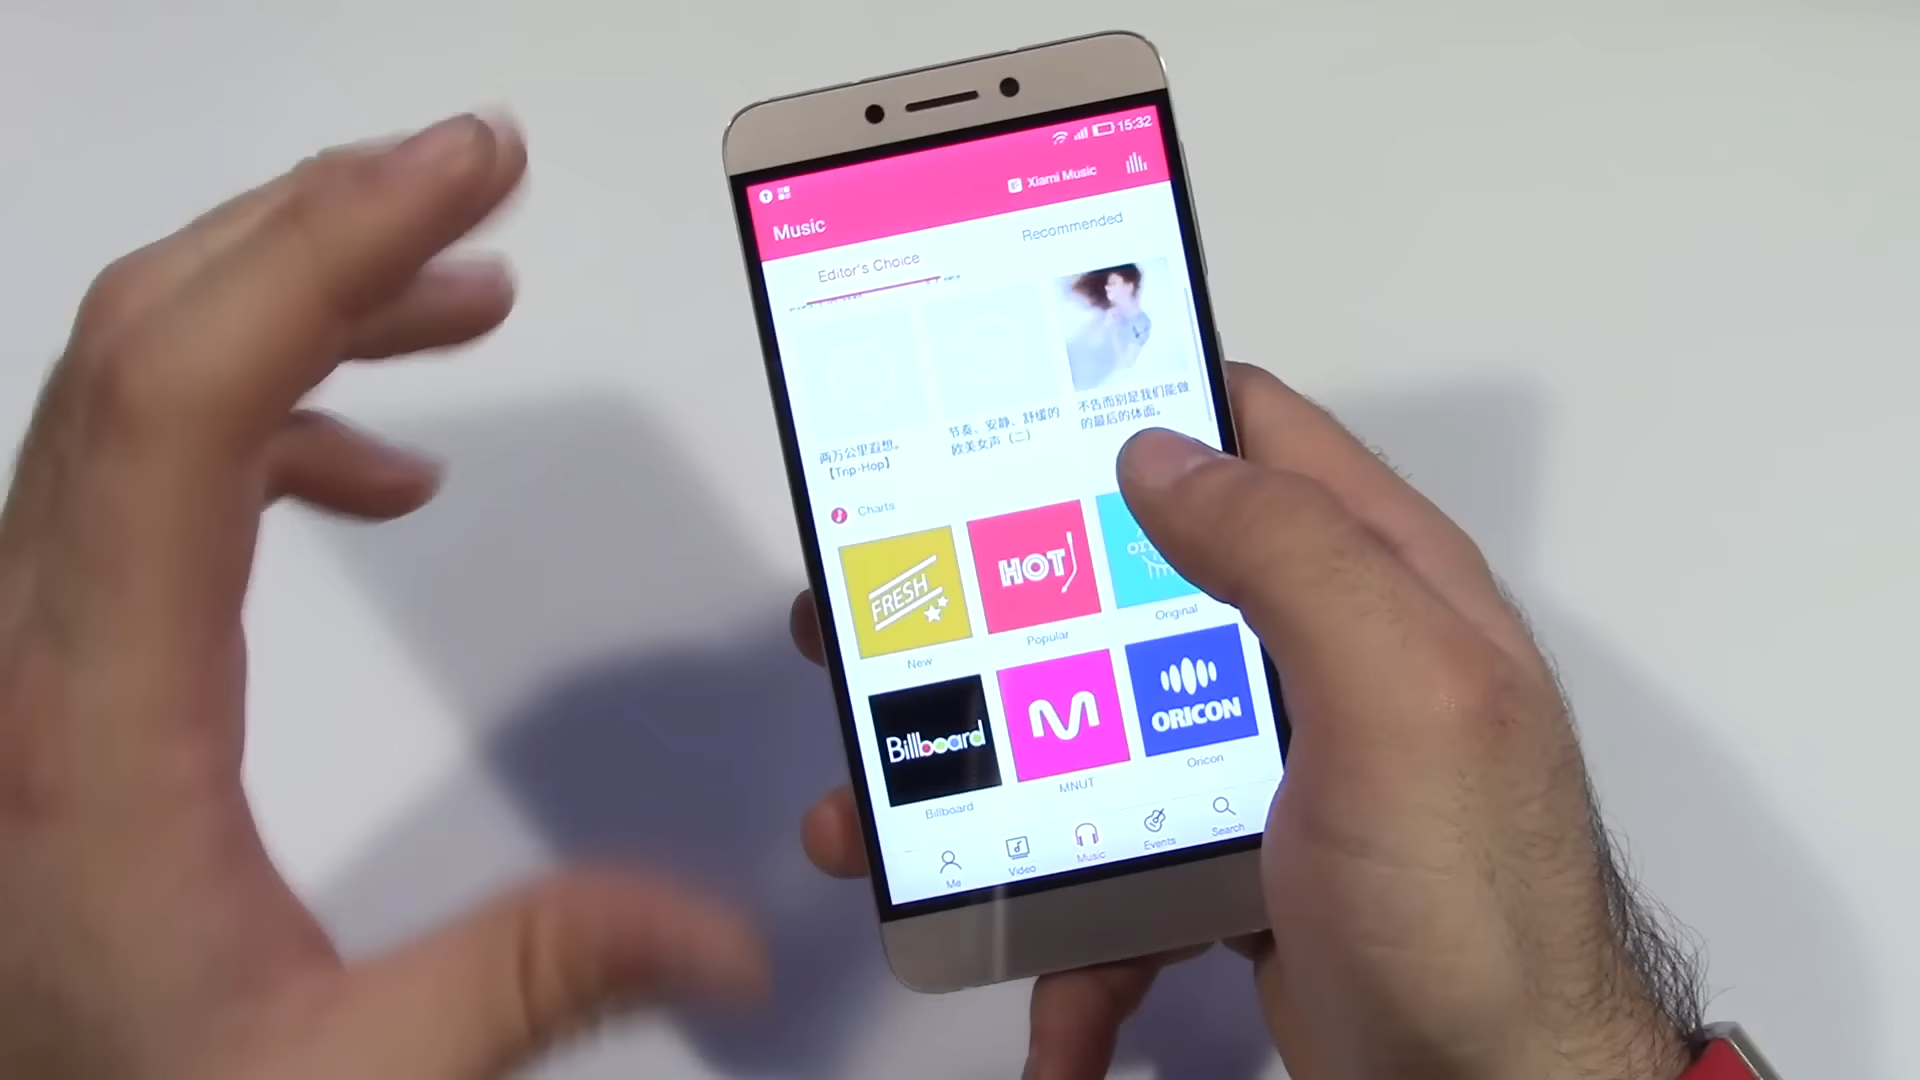 15:32
Xiami Music
Music
Editor's Choice
Recommended
两万公里遐想。
【Trip-Hop】
节奏、安静、舒缓的
欧美女声（二）
不告而别是我们能做
的最后的体面。
Charts
FRESH
HOT
New
Popular
Original
Billboard
ORICON
Billboard
MNUT
Oricon
Me
Video
Music
Events
Search